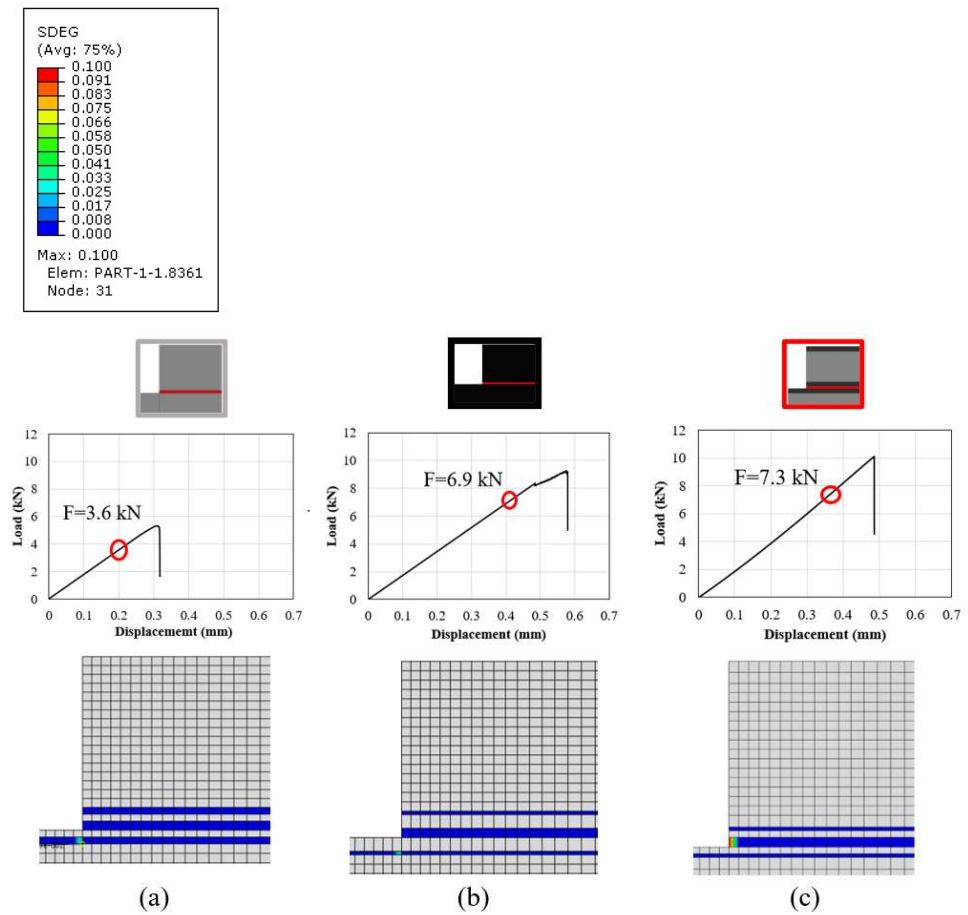 SDEG
(Avg: 75%)
0.100
0.091
0.083
0.075
0.066
0.058
0.050
0.041
0.033
0.025
0.017
0.008
0.000
Max: 0.100
Elem: PART-1-1.8361
Node: 31
12
10
8
6
4
2
0
Load (kN)
F=3.6 kN
0 0.1 0.2 0.3 0.4 0.5 0.6 0.7
Displacememt (mm)
12
10
8
6
4
2
0
Load (kN)
F=6.9 kN
0 0.1 0.2 0.3 0.4 0.5 0.6 0.7
Displacement (mm)
12
10
8
6
4
2
0
Load (kN)
F=7.3 kN
0 0.1 0.2 0.3 0.4 0.5 0.6 0.7
Displacement (mm)
(a) (b) (c)